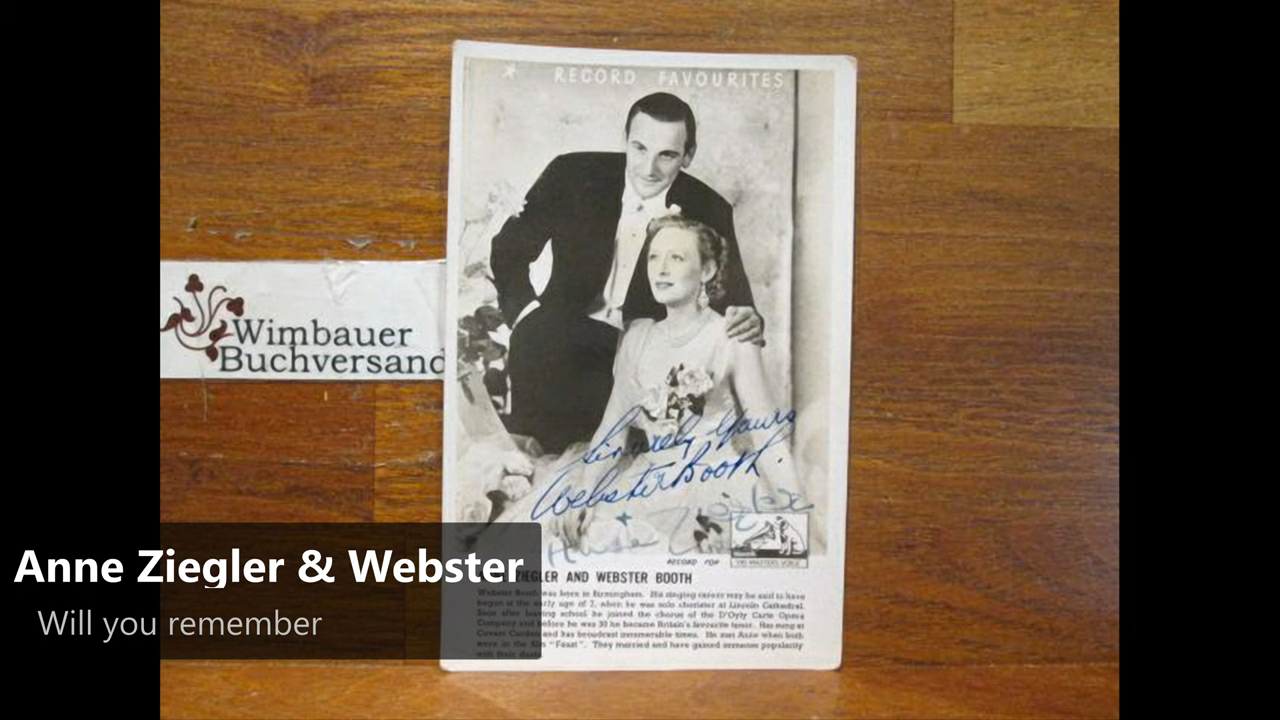 RECORD FAVOURITES
Wimbauer
Buchversand
Sincerely Yours
Webster Booth.
+
Anne Ziegler
RECORD FOR
"HIS MASTER'S VOICE"
ZIEGLER AND WEBSTER BOOTH
Webster Booth was born in Birmingham. His singing career may be said to have
begun at the early age of 7, when he was solo chorister at Lincoln Cathedral.
Soon after leaving school he joined the chorus of the D'Oyly Carte Opera
Company and before he was 30 he became Britain's favourite tenor. Has sung at
Covent Garden and has broadcast innumerable times. He met Anne when both
were in the film "Faust". They married and have gained immense popularity
with their duets.
Anne Ziegler & Webster
Will you remember